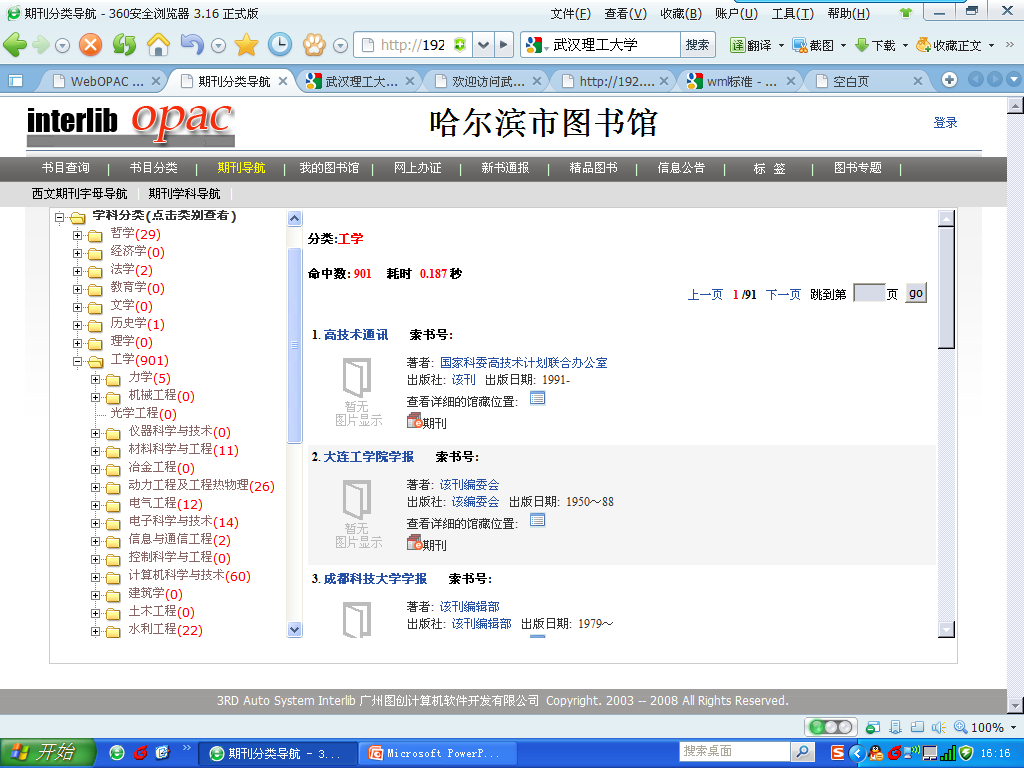 期刊分类导航 - 360安全浏览器 3.16 正式版
文件(F) 查看(V) 收藏(B) 账户(U) 工具(T) 帮助(H)
http://192 武汉理工大学 搜索 翻译 截图 下载 收藏正文
WebOPAC ... 期刊分类导航 武汉理工大... 欢迎访问武... http://192.... wml标准 - ... 空白页
interlib opac 哈尔滨市图书馆 登录
书目查询 书目分类 期刊导航 我的图书馆 网上办证 新书通报 精品图书 信息公告 标 签 图书专题
西文期刊字母导航 期刊学科导航
学科分类(点击类别查看)
哲学(29)
经济学(0)
法学(2)
教育学(0)
文学(0)
历史学(1)
理学(0)
工学(901)
力学(5)
机械工程(0)
光学工程(0)
仪器科学与技术(0)
材料科学与工程(11)
冶金工程(0)
动力工程及工程热物理(26)
电气工程(12)
电子科学与技术(14)
信息与通信工程(2)
控制科学与工程(0)
计算机科学与技术(60)
建筑学(0)
土木工程(0)
水利工程(22)
分类:工学
命中数: 901 耗时 0.187 秒
上一页 1 /91 下一页 跳到第 页 go
1. 高技术通讯 索书号:
暂无
图片显示
著者: 国家科委高技术计划联合办公室
出版社: 该刊 出版日期: 1991-
查看详细的馆藏位置:
期刊
2. 大连工学院学报 索书号:
暂无
图片显示
著者: 该刊编委会
出版社: 该编委会 出版日期: 1950～88
查看详细的馆藏位置:
期刊
3. 成都科技大学学报 索书号:
著者: 该刊编辑部
出版社: 该刊编辑部 出版日期: 1979～
3RD Auto System Interlib 广州图创计算机软件开发有限公司 Copyright. 2003 -- 2008 All Rights Reserved.
100%
开始 期刊分类导航 - 3... Microsoft PowerP... 搜索桌面 16:16